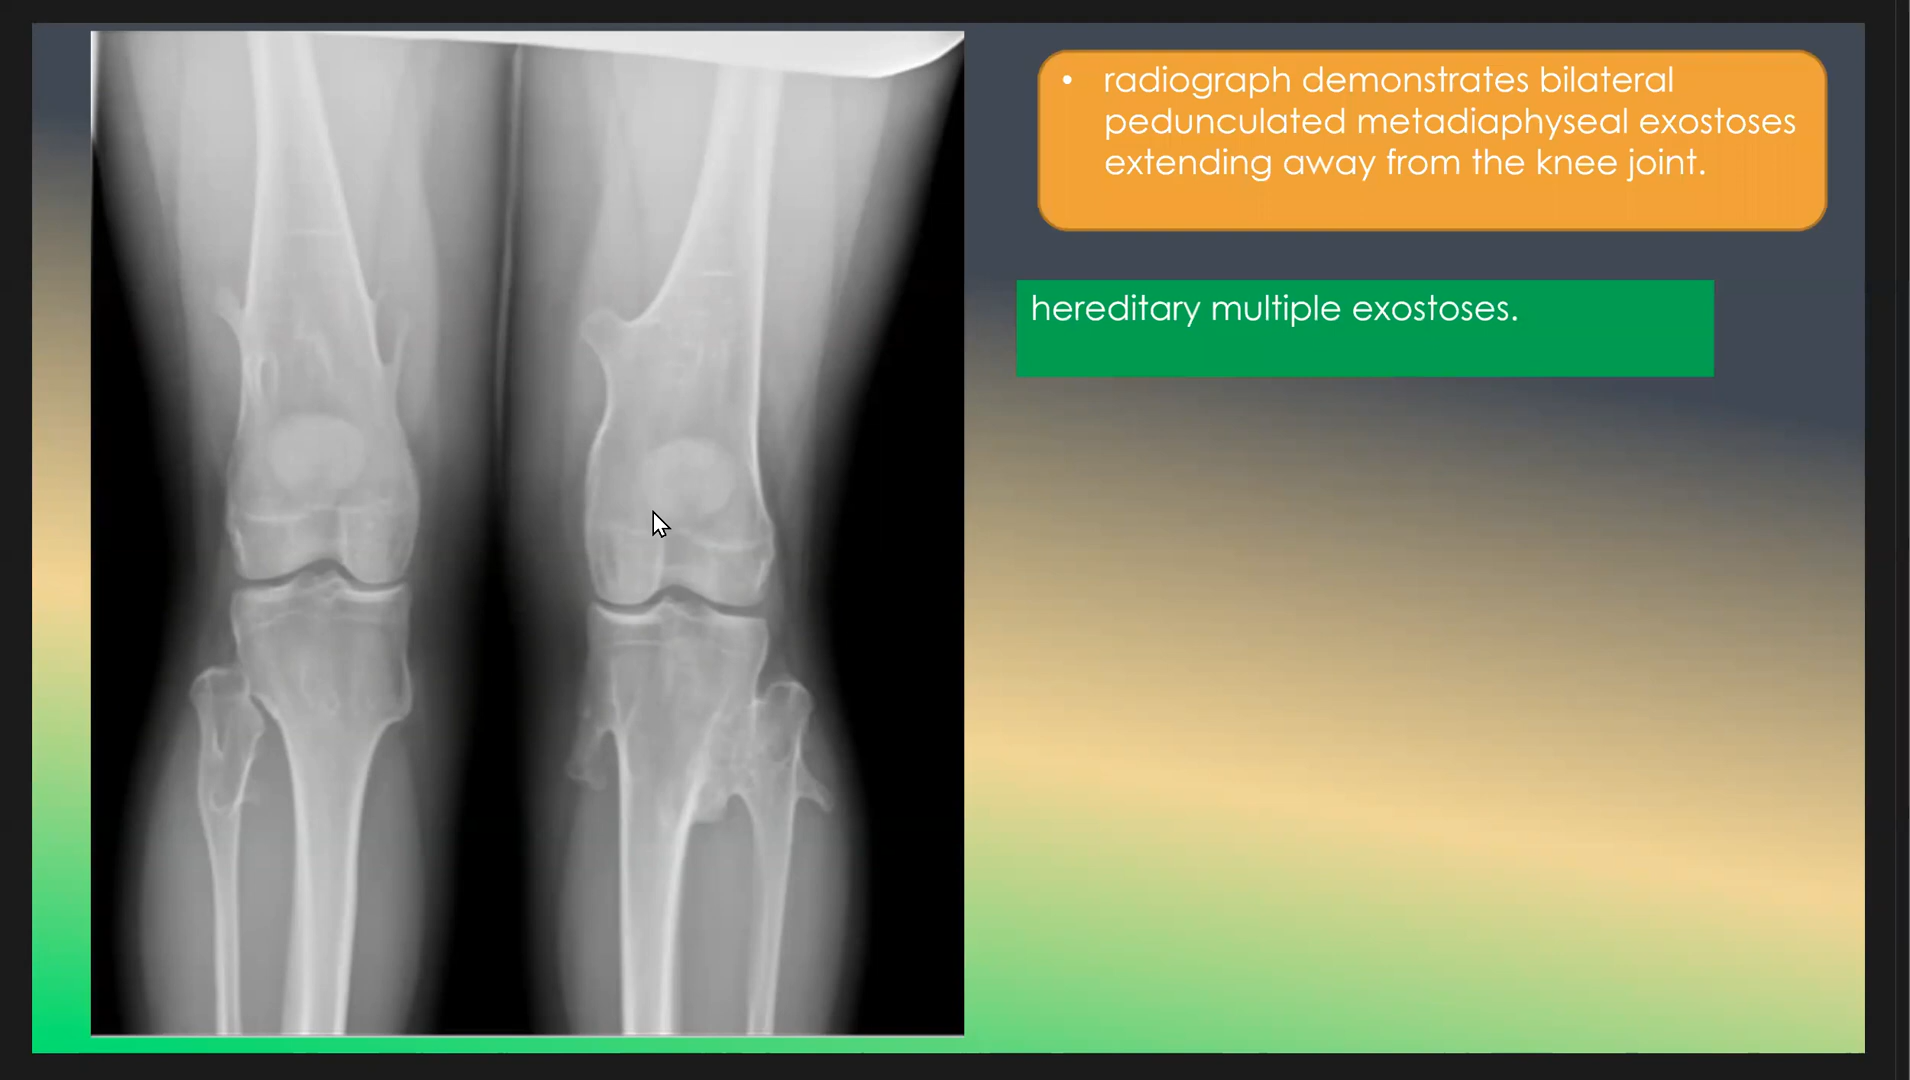 • radiograph demonstrates bilateral
pedunculated metadiaphyseal exostoses
extending away from the knee joint.
hereditary multiple exostoses.